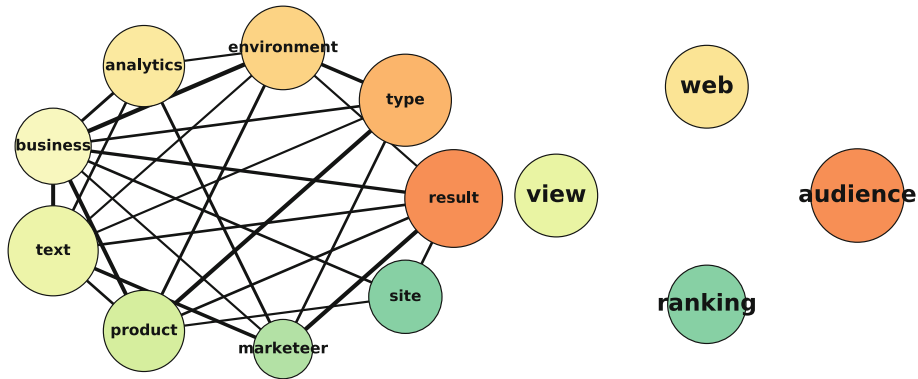 environment
analytics
type
business
result
text
site
product
marketeer
web
view
audience
ranking